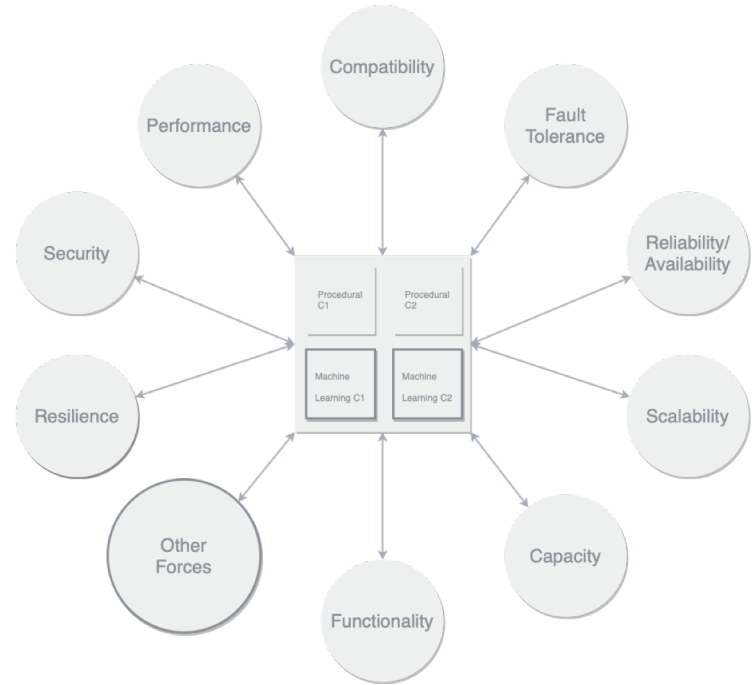 Compatibility
Performance
Fault
Tolerance
Security
Reliability/
Availability
Procedural
C1
Procedural
C2
Machine
Learning C1
Machine
Learning C2
Resilience
Scalability
Other
Forces
Capacity
Functionality